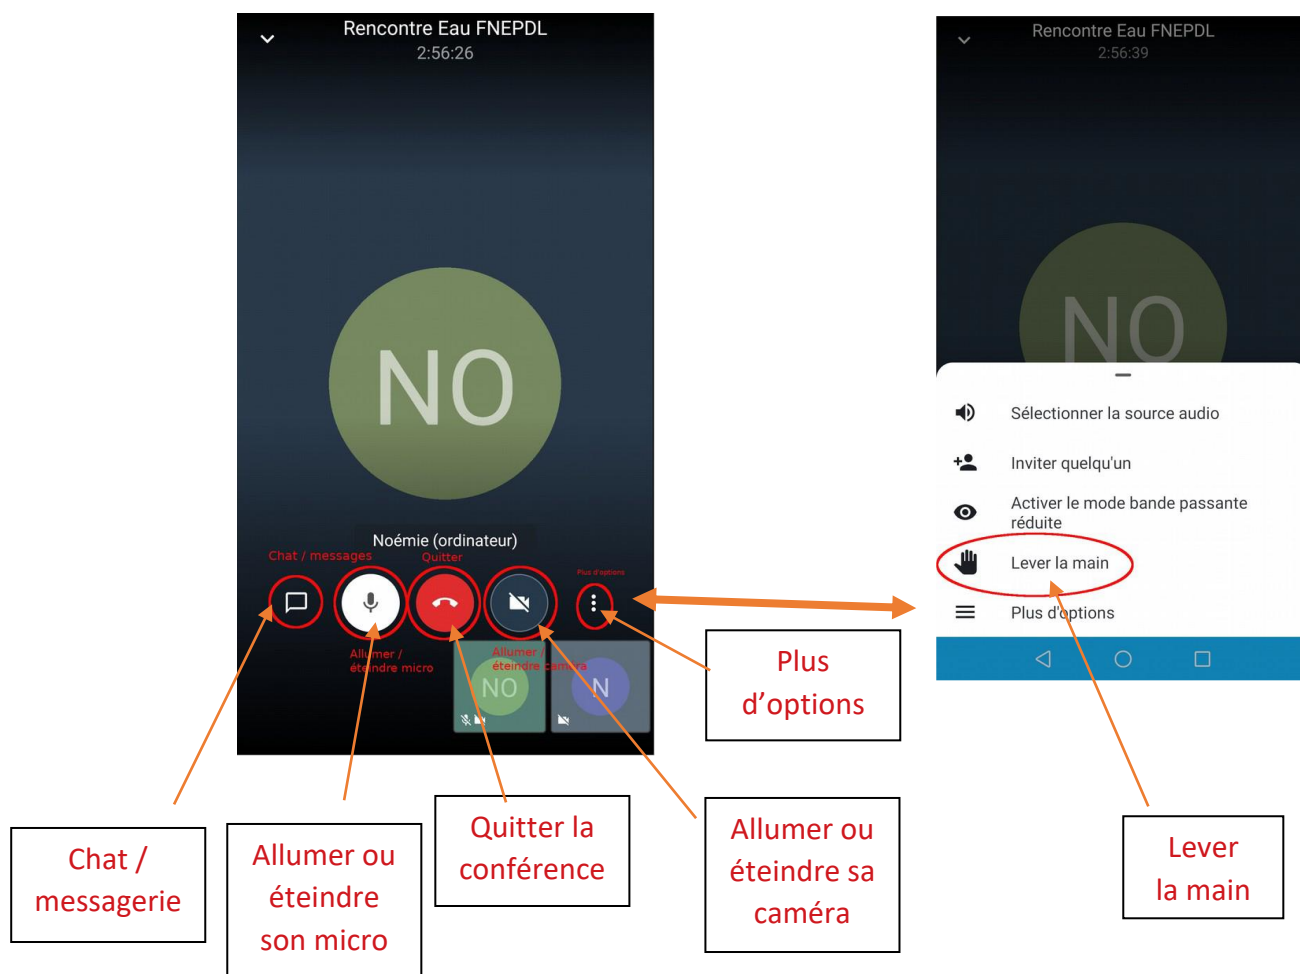 Rencontre Eau FNEPDL
2:56:26
NO
Noémie (ordinateur)
Chat / messages
Quitter
Plus d'options
Allumer /
éteindre micro
Allumer /
éteindre caméra
NO
N
Rencontre Eau FNEPDL
2:56:39
NO
Sélectionner la source audio
Inviter quelqu'un
Activer le mode bande passante
réduite
Lever la main
Plus d'options
Plus
d’options
Chat /
messagerie
Allumer ou
éteindre
son micro
Quitter la
conférence
Allumer ou
éteindre sa
caméra
Lever
la main